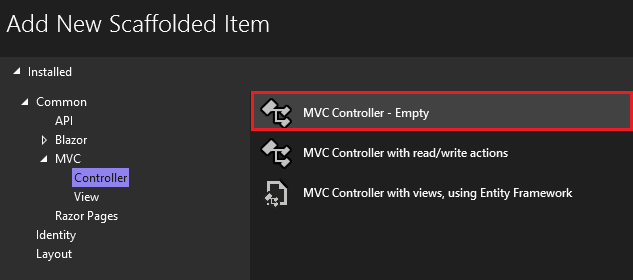 Add New Scaffolded Item
Installed
Common
API
Blazor
MVC
Controller
View
Razor Pages
Identity
Layout
MVC Controller - Empty
MVC Controller with read/write actions
MVC Controller with views, using Entity Framework